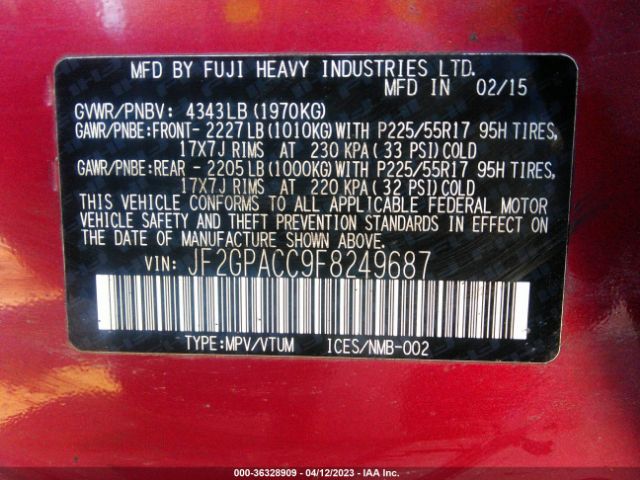 MFD BY FUJI HEAVY INDUSTRIES LTD.
MFD IN 02/15
GVWR/PNBV: 4343LB (1970KG)
GAWR/PNBE:FRONT- 2227LB (1010KG) WITH P225/55R17 95H TIRES,
17X7J RIMS AT 230 KPA (33 PSI) COLD
GAWR/PNBE:REAR - 2205LB (1000KG) WITH P225/55R17 95H TIRES,
17X7J RIMS AT 220 KPA (32 PSI) COLD
THIS VEHICLE CONFORMS TO ALL APPLICABLE FEDERAL MOTOR
VEHICLE SAFETY AND THEFT PREVENTION STANDARDS IN EFFECT ON
THE DATE OF MANUFACTURE SHOWN ABOVE.
VIN: JF2GPACC9F8249687
TYPE:MPV/VTUM ICES/NMB-002
000-36328909 - 04/12/2023 - IAA Inc.